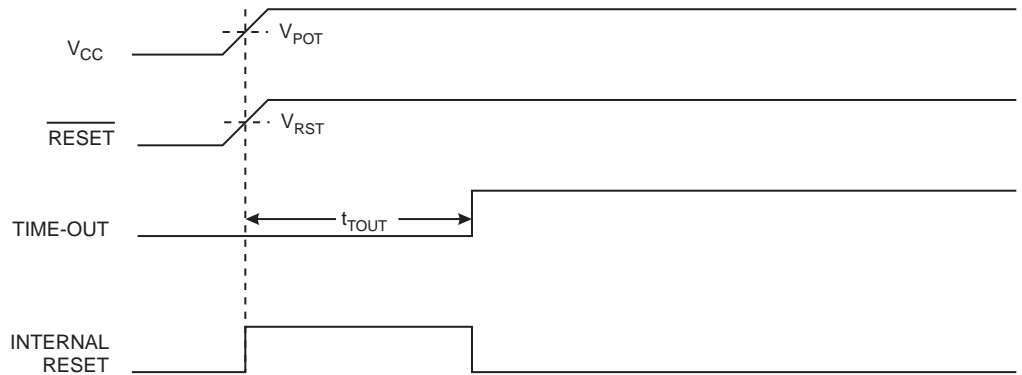 V_CC
V_POT
RESET
V_RST
TIME-OUT
t_TOUT
INTERNAL
RESET